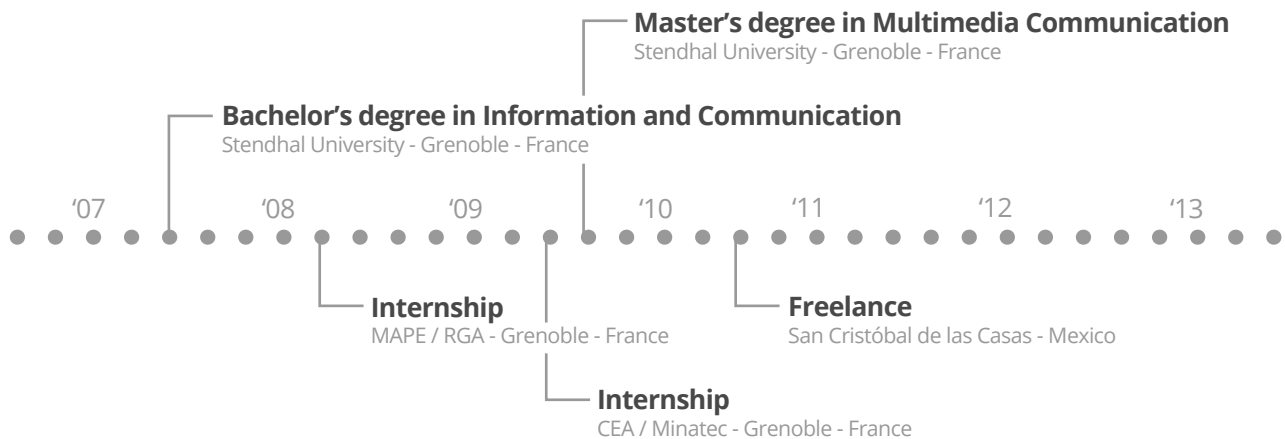 Master’s degree in Multimedia Communication
Stendhal University - Grenoble - France
Bachelor’s degree in Information and Communication
Stendhal University - Grenoble - France
‘07 ‘08 ‘09 ‘10 ‘11 ‘12 ‘13
Internship
MAPE / RGA - Grenoble - France
Freelance
San Cristóbal de las Casas - Mexico
Internship
CEA / Minatec - Grenoble - France